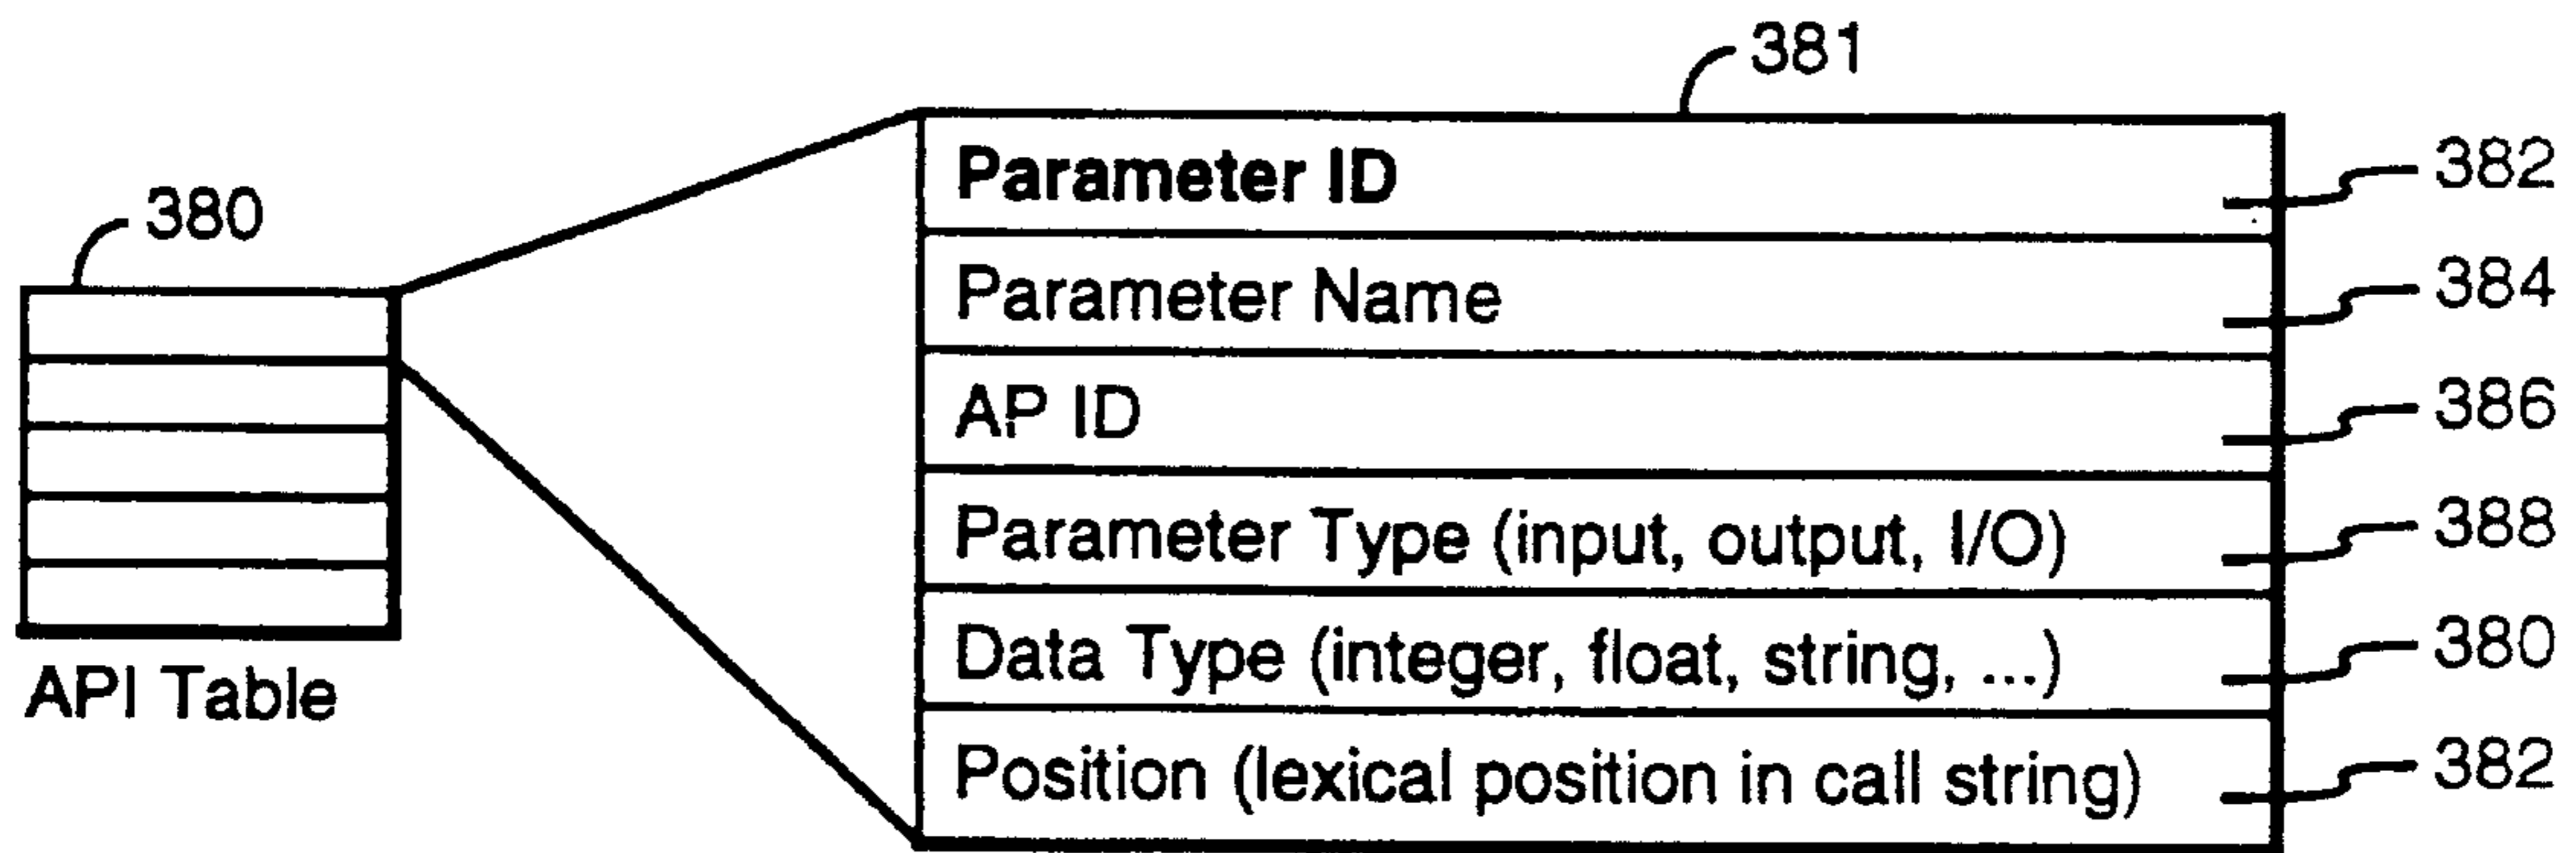 381
Parameter ID
382
380
Parameter Name
384
AP ID
386
Parameter Type (input, output, I/O)
388
Data Type (integer, float, string, ...)
380
API Table
Position (lexical position in call string)
382